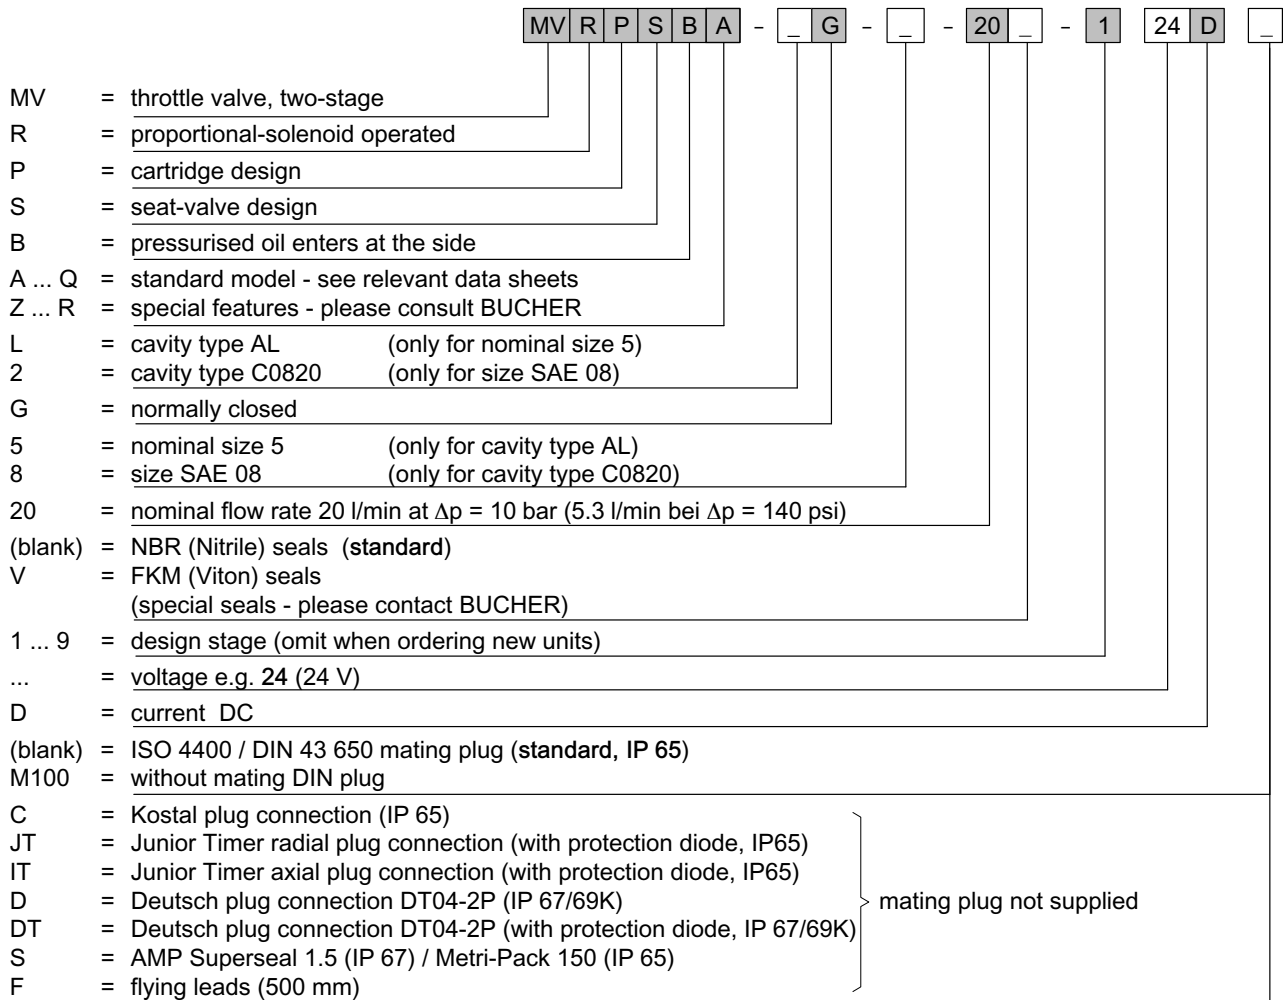 MV R P S B A - _ G - _ - 20 _ - 1 24 D _
MV = throttle valve, two-stage
R = proportional-solenoid operated
P = cartridge design
S = seat-valve design
B = pressurised oil enters at the side
A ... Q = standard model - see relevant data sheets
Z ... R = special features - please consult BUCHER
L = cavity type AL (only for nominal size 5)
2 = cavity type C0820 (only for size SAE 08)
G = normally closed
5 = nominal size 5 (only for cavity type AL)
8 = size SAE 08 (only for cavity type C0820)
20 = nominal flow rate 20 l/min at Δp = 10 bar (5.3 l/min bei Δp = 140 psi)
(blank) = NBR (Nitrile) seals (standard)
V = FKM (Viton) seals
(special seals - please contact BUCHER)
1 ... 9 = design stage (omit when ordering new units)
... = voltage e.g. 24 (24 V)
D = current DC
(blank) = ISO 4400 / DIN 43 650 mating plug (standard, IP 65)
M100 = without mating DIN plug
C = Kostal plug connection (IP 65)
JT = Junior Timer radial plug connection (with protection diode, IP65)
IT = Junior Timer axial plug connection (with protection diode, IP65)
D = Deutsch plug connection DT04-2P (IP 67/69K)
mating plug not supplied
DT = Deutsch plug connection DT04-2P (with protection diode, IP 67/69K)
S = AMP Superseal 1.5 (IP 67) / Metri-Pack 150 (IP 65)
F = flying leads (500 mm)